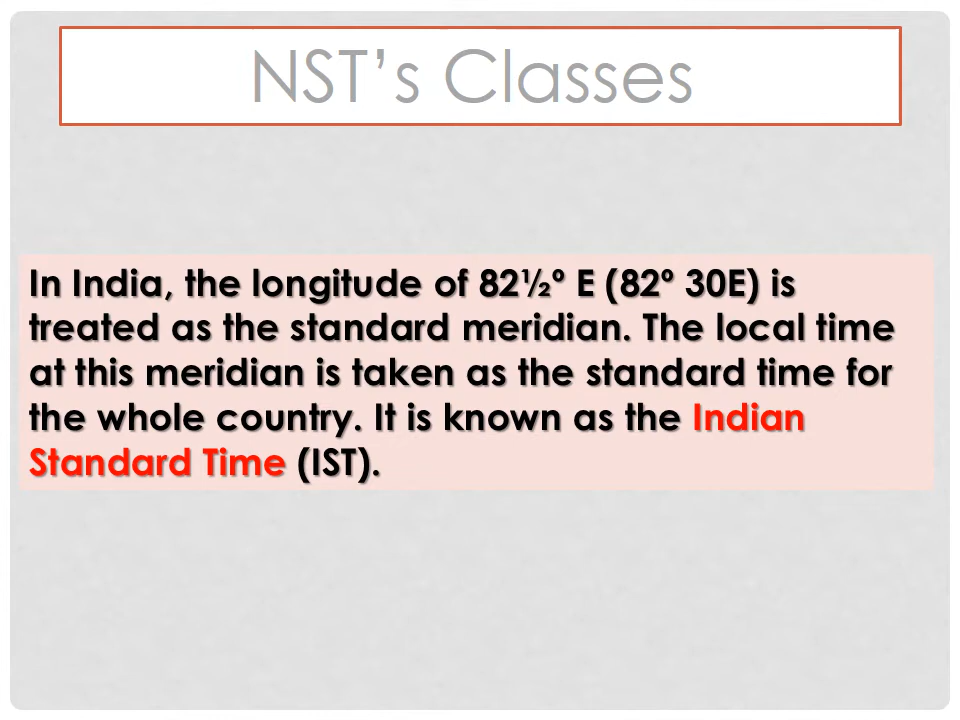 NST’s Classes
In India, the longitude of 82½º E (82º 30E) is
treated as the standard meridian. The local time
at this meridian is taken as the standard time for
the whole country. It is known as the Indian
Standard Time (IST).